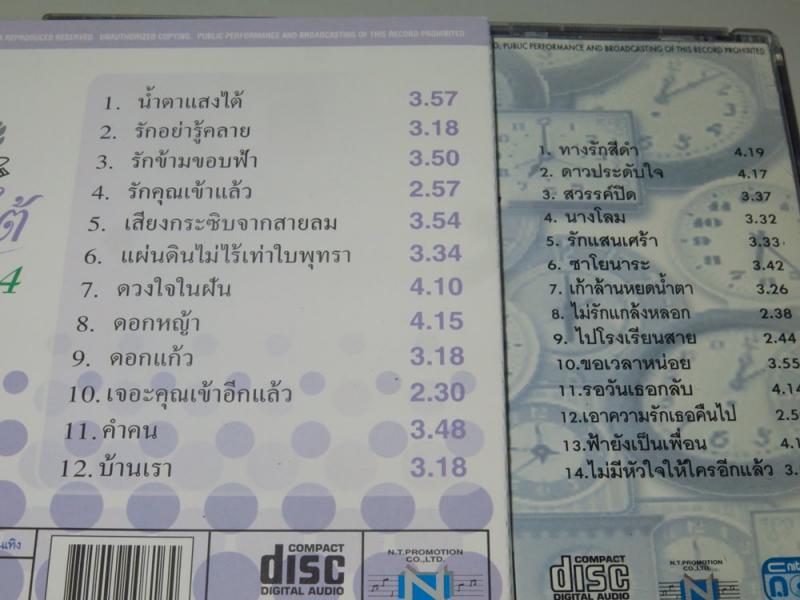 REPRODUCED RESERVED. UNAUTHORIZED COPYING. PUBLIC PERFORMANCE AND BROADCASTING OF THIS RECORD PROHIBITED
1. น้ำตาแสงไต้ 3.57
2. รักอย่ารู้คลาย 3.18
3. รักข้ามขอบฟ้า 3.50
4. รักคุณเข้าแล้ว 2.57
5. เสียงกระซิบจากสายลม 3.54
6. แผ่นดินไม่ไร้เท่าใบพุทรา 3.34
7. ดวงใจในฝัน 4.10
8. ดอกหญ้า 4.15
9. ดอกแก้ว 3.18
10. เจอะคุณเข้าอีกแล้ว 2.30
11. คำคน 3.48
12. บ้านเรา 3.18
ต้
4
COMPACT
disc
DIGITAL AUDIO
N.T.PROMOTION
CO.,LTD.
N
PUBLIC PERFORMANCE AND BROADCASTING OF THIS RECORD PROHIBITED
1. ทางรักสีดำ 4.19
2. ดาวประดับใจ 4.17
3. สวรรค์ปิด 3.37
4. นางโลม 3.32
5. รักแสนเศร้า 3.33
6. ซาโยนาระ 3.42
7. เก้าล้านหยดน้ำตา 3.26
8. ไม่รักแกล้งหลอก 2.38
9. ไปโรงเรียนสาย 2.44
10. ขอเวลาหน่อย 3.55
11. รอวันเธอกลับ 4.14
12. เอาความรักเธอคืนไป 2.5
13. ฟ้ายังเป็นเพื่อน 4.1
14. ไม่มีหัวใจให้ใครอีกแล้ว 3.
COMPACT
disc
DIGITAL AUDIO
N.T.PROMOTION
CO.,LTD.
N